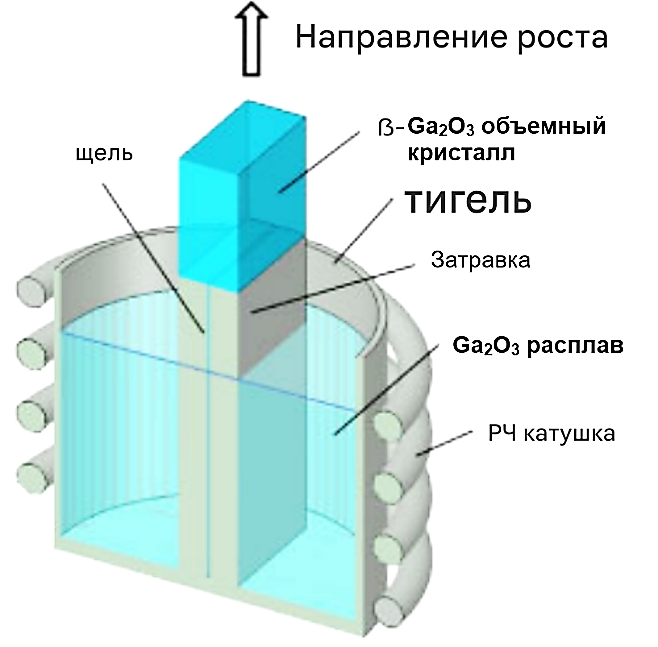 Направление роста
ß-Ga₂O₃ объемный
кристалл
щель
тигель
Затравка
Ga₂O₃ расплав
РЧ катушка